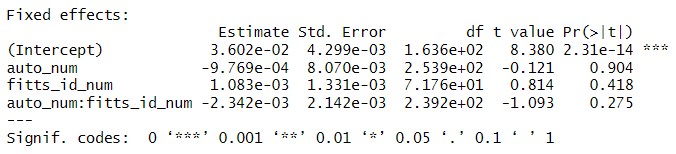 Fixed effects:
Estimate Std. Error df t value Pr(>|t|)
(Intercept) 3.602e-02 4.299e-03 1.636e+02 8.380 2.31e-14 ***
auto_num -9.769e-04 8.070e-03 2.539e+02 -0.121 0.904
fitts_id_num 1.083e-03 1.331e-03 7.176e+01 0.814 0.418
auto_num:fitts_id_num -2.342e-03 2.142e-03 2.392e+02 -1.093 0.275
---
Signif. codes: 0 ‘***’ 0.001 ‘**’ 0.01 ‘*’ 0.05 ‘.’ 0.1 ‘ ’ 1